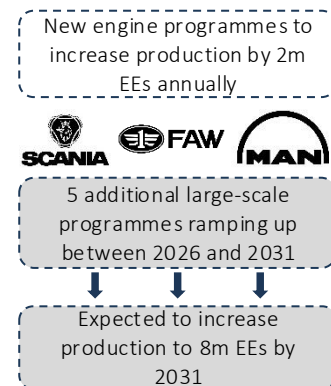 New engine programmes to
increase production by 2m
EEs annually
SCANIA FAW MAN
5 additional large-scale
programmes ramping up
between 2026 and 2031
Expected to increase
production to 8m EEs by
2031